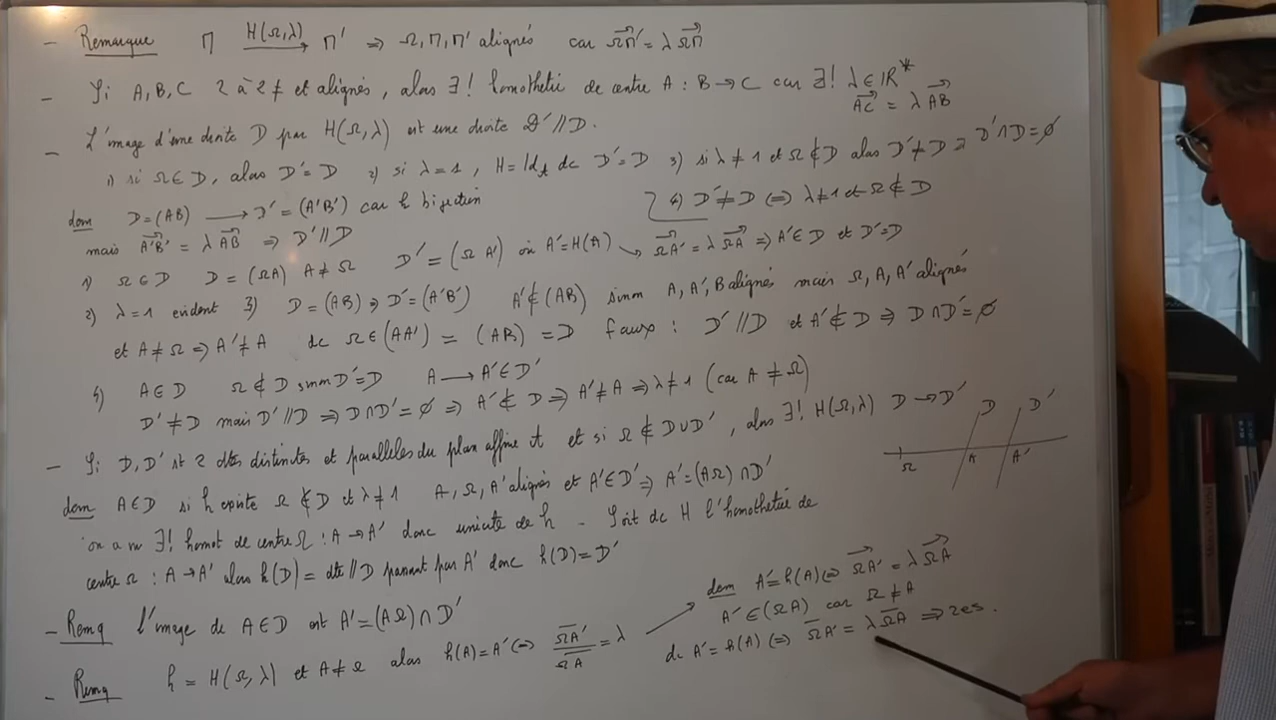 - Remarque M H(Ω,λ)⟶ M' ⇒ Ω, M, M' alignés car ΩM'→ = λ ΩM→
- Si A, B, C 2 à 2 ≠ et alignés, alors ∃! homothétie de centre A : B → C car ∃! λ ∈ ℝ*
AC→ = λ AB→
- L'image d'une droite D par H(Ω,λ) est une droite D' // D.
1) si Ω ∈ D, alors D' = D 2) si λ = 1, H = Id_A dc D' = D 3) si λ ≠ 1 et Ω ∉ D alors D' ≠ D D' ∩ D = ∅
4) D' ≠ D ⇔ λ ≠ 1 et Ω ∉ D
dem D = (AB) ⟶ D' = (A'B') car h bijection
mais A'B'→ = λ AB→ ⇒ D' // D
1) Ω ∈ D D = (ΩA) A ≠ Ω D' = (Ω A') où A' = H(A) ↘ ΩA'→ = λ ΩA→ ⇒ A' ∈ D et D' = D
2) λ = 1 evident 3) D = (AB) ⇒ D' = (A'B') A' ∉ (AB) sinon A, A', B alignés mais Ω, A, A' alignés
et A ≠ Ω ⇒ A' ≠ A dc Ω ∈ (AA') = (AB) = D faux : D' // D et A' ∉ D ⇒ D ∩ D' = ∅
4) A ∈ D Ω ∉ D sinon D' = D A ⟶ A' ∈ D'
D' ≠ D mais D' // D ⇒ D ∩ D' = ∅ ⇒ A' ∉ D ⇒ A' ≠ A ⇒ λ ≠ 1 (car A ≠ Ω)
- Si D, D' st 2 dtes distinctes et paralleles du plan affine A et si Ω ∉ D ∪ D', alors ∃! H(Ω,λ) D → D'
D D'
Ω A A'
dem A ∈ D si h existe Ω ∉ D et λ ≠ 1 A, Ω, A' alignés et A' ∈ D' ⇒ A' = (AΩ) ∩ D'
on a vu ∃! homot de centre Ω : A → A' donc unicité de h - Soit dc H l'homothétie de
centre Ω : A → A' alors h(D) = dte // D passant par A' donc h(D) = D'
- Remq l'image de A ∈ D est A' = (AΩ) ∩ D'
- Remq h = H(Ω, λ) et A ≠ Ω alors h(A) = A' ⇔ ΩA'/ΩA = λ
dem A' = h(A) ⇔ ΩA'→ = λ ΩA→
A' ∈ (ΩA) car Ω ≠ A
dc A' = h(A) ⇔ ΩA' = λ ΩA ⇒ res.